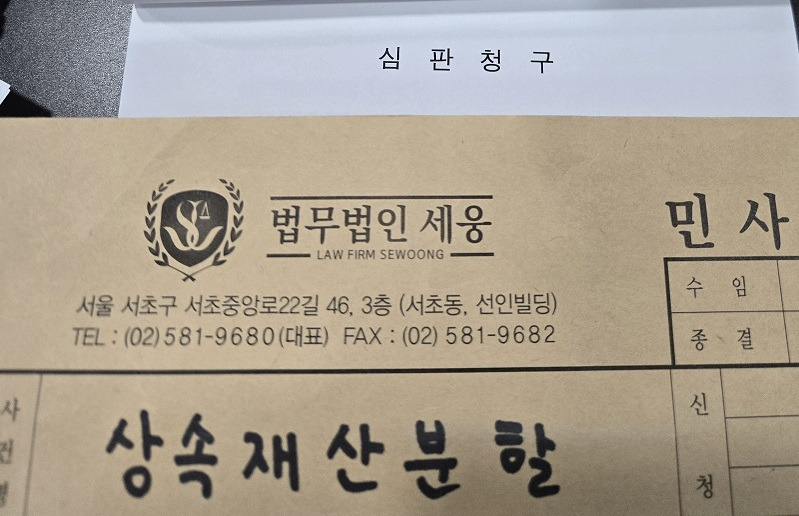 심 판 청 구
법무법인 세웅
LAW FIRM SEWOONG
서울 서초구 서초중앙로22길 46, 3층 (서초동, 선인빌딩)
TEL : (02) 581-9680 (대표) FAX : (02) 581-9682
민 사
수 임
종 결
사건명
상속재산분할
신청